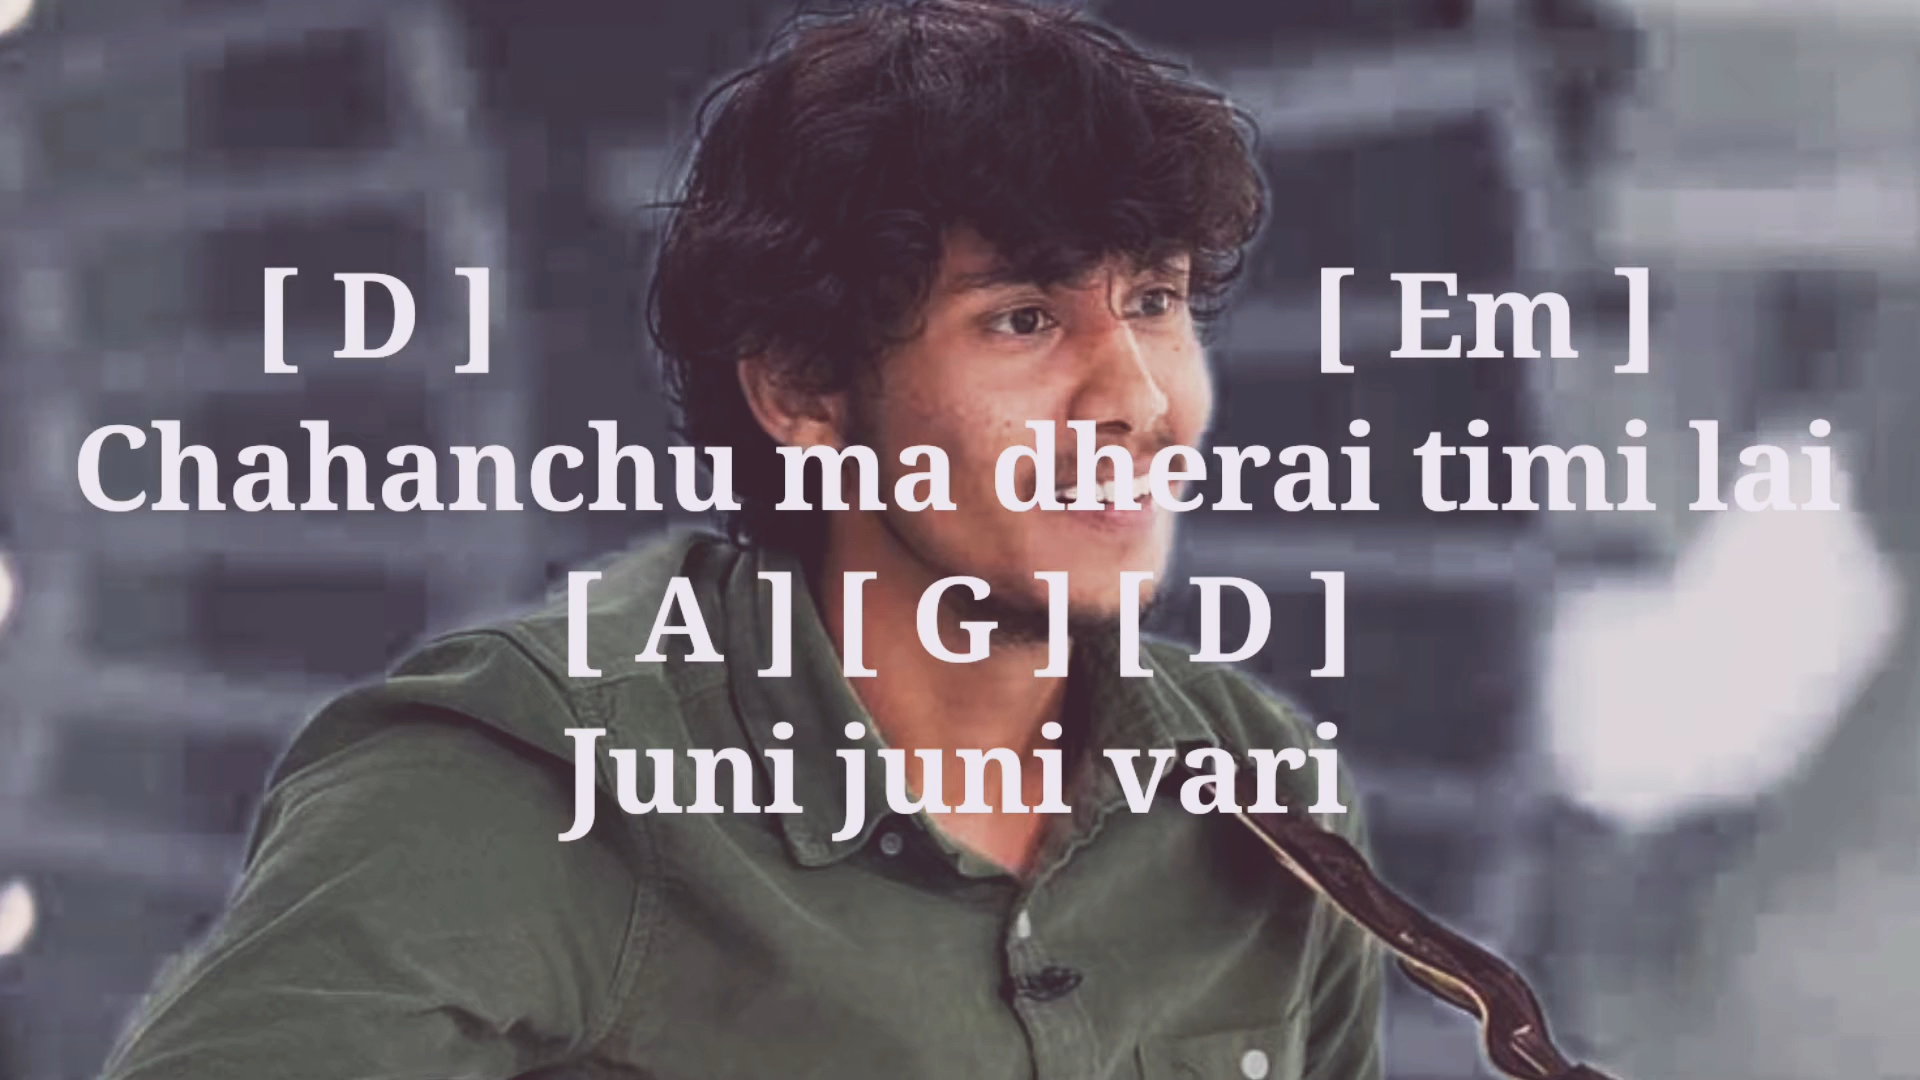 [ D ] [ Em ]
Chahanchu ma dherai timi lai
[ A ] [ G ] [ D ]
Juni juni vari